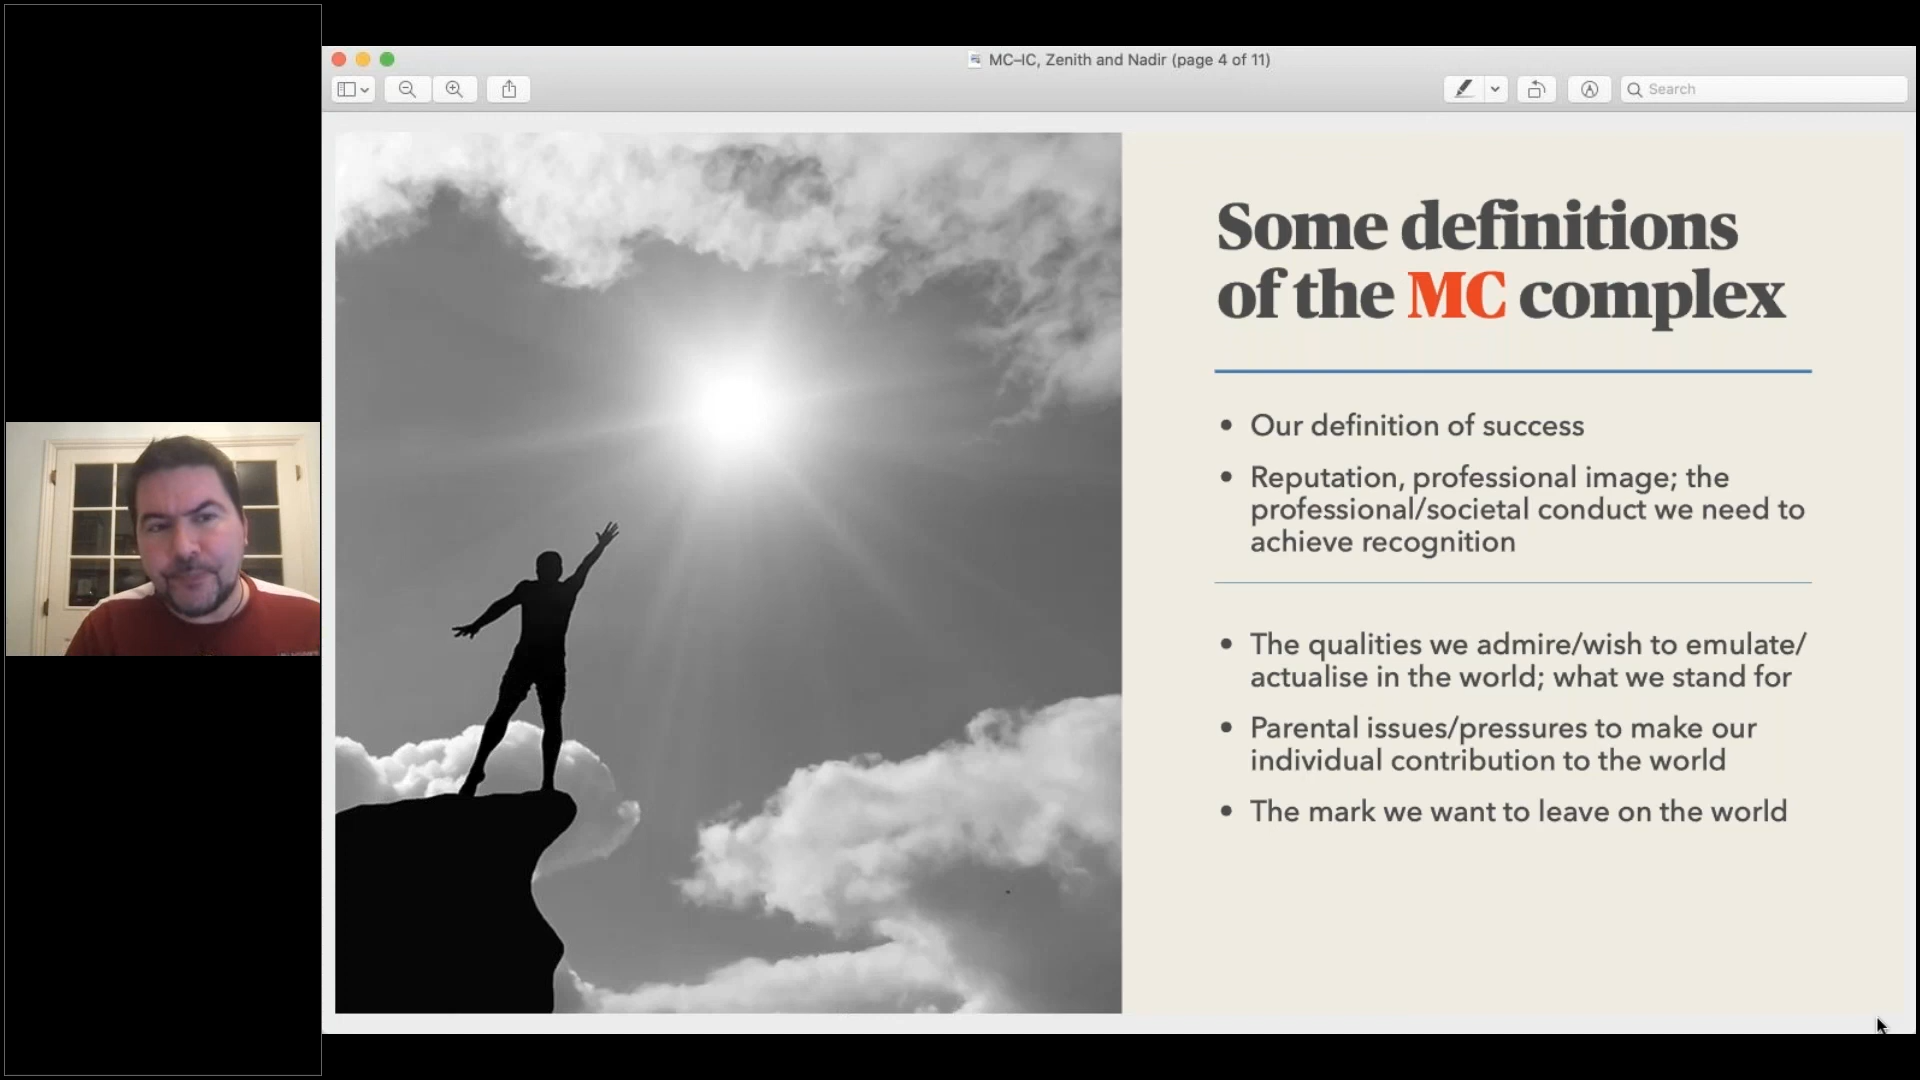 MC–IC, Zenith and Nadir (page 4 of 11)
Search
Some definitions
of the MC complex
• Our definition of success
• Reputation, professional image; the
professional/societal conduct we need to
achieve recognition
• The qualities we admire/wish to emulate/
actualise in the world; what we stand for
• Parental issues/pressures to make our
individual contribution to the world
• The mark we want to leave on the world